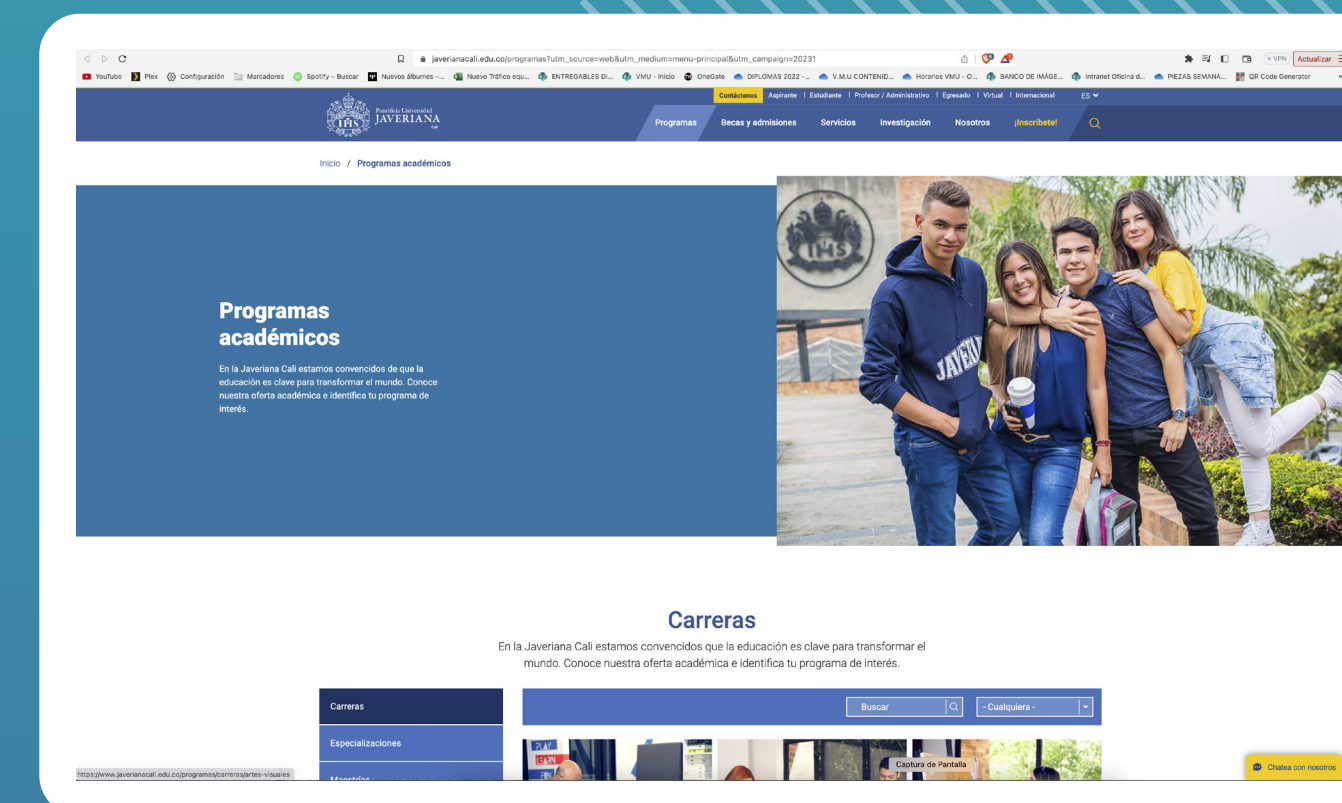 javerianacali.edu.co/programas?utm_source=web&utm_medium=menu-principal&utm_campaign=20231
VPN
Actualizar
YouTube Plex Configuración Marcadores Spotify – Buscar Nuevos álbumes –... Nuevo Tráfico equ... ENTREGABLES DI... VMU - Inicio OneGate DIPLOMAS 2022 -... V.M.U CONTENID... Horarios VMU - O... BANCO DE IMÁGE... Intranet Oficina d... PIEZAS SEMANA... QR Code Generator
Contáctenos Aspirante | Estudiante | Profesor / Administrativo | Egresado | Virtual | Internacional ES
IHS
Pontificia Universidad
JAVERIANA
Cali
Programas Becas y admisiones Servicios Investigación Nosotros ¡Inscríbete!
Inicio / Programas académicos
IHS
JAVERIANA
Programas
académicos
En la Javeriana Cali estamos convencidos de que la
educación es clave para transformar el mundo. Conoce
nuestra oferta académica e identifica tu programa de
interés.
Carreras
En la Javeriana Cali estamos convencidos que la educación es clave para transformar el
mundo. Conoce nuestra oferta académica e identifica tu programa de interés.
Carreras
Buscar
- Cualquiera -
Especializaciones
PLAY
LEARN
Maestrías
Captura de Pantalla
Chatea con nosotros
https://www.javerianacali.edu.co/programas/carreras/artes-visuales